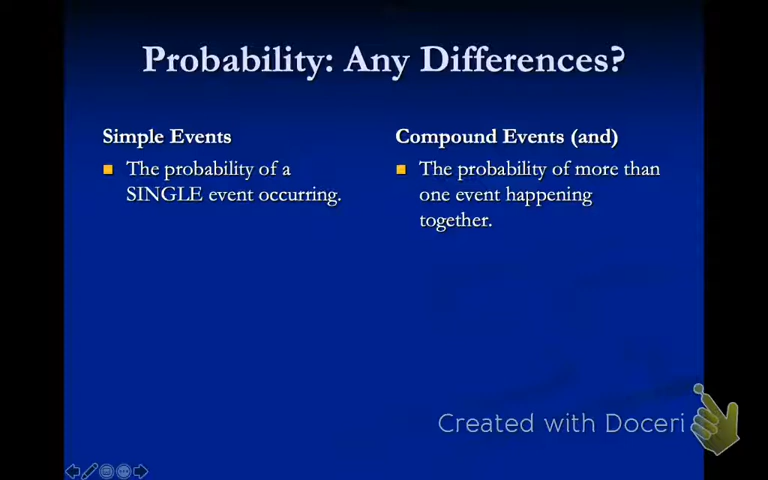 Probability: Any Differences?
Simple Events
The probability of a
SINGLE event occurring.
Compound Events (and)
The probability of more than
one event happening
together.
Created with Doceri